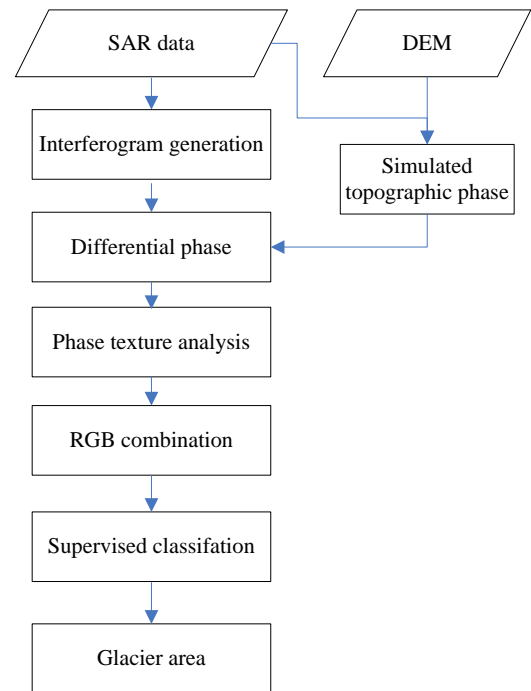 SAR data
DEM
Interferogram generation
Simulated
topographic phase
Differential phase
Phase texture analysis
RGB combination
Supervised classifation
Glacier area